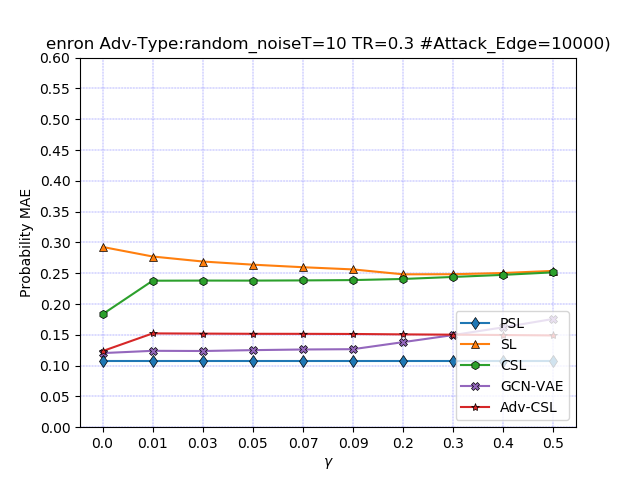 enron Adv-Type:random_noiseT=10 TR=0.3 #Attack_Edge=10000)
0.60
0.55
0.50
0.45
0.40
0.35
0.30
0.25
0.20
0.15
0.10
0.05
0.00
Probability MAE
PSL
SL
CSL
GCN-VAE
Adv-CSL
0.0 0.01 0.03 0.05 0.07 0.09 0.2 0.3 0.4 0.5
γ